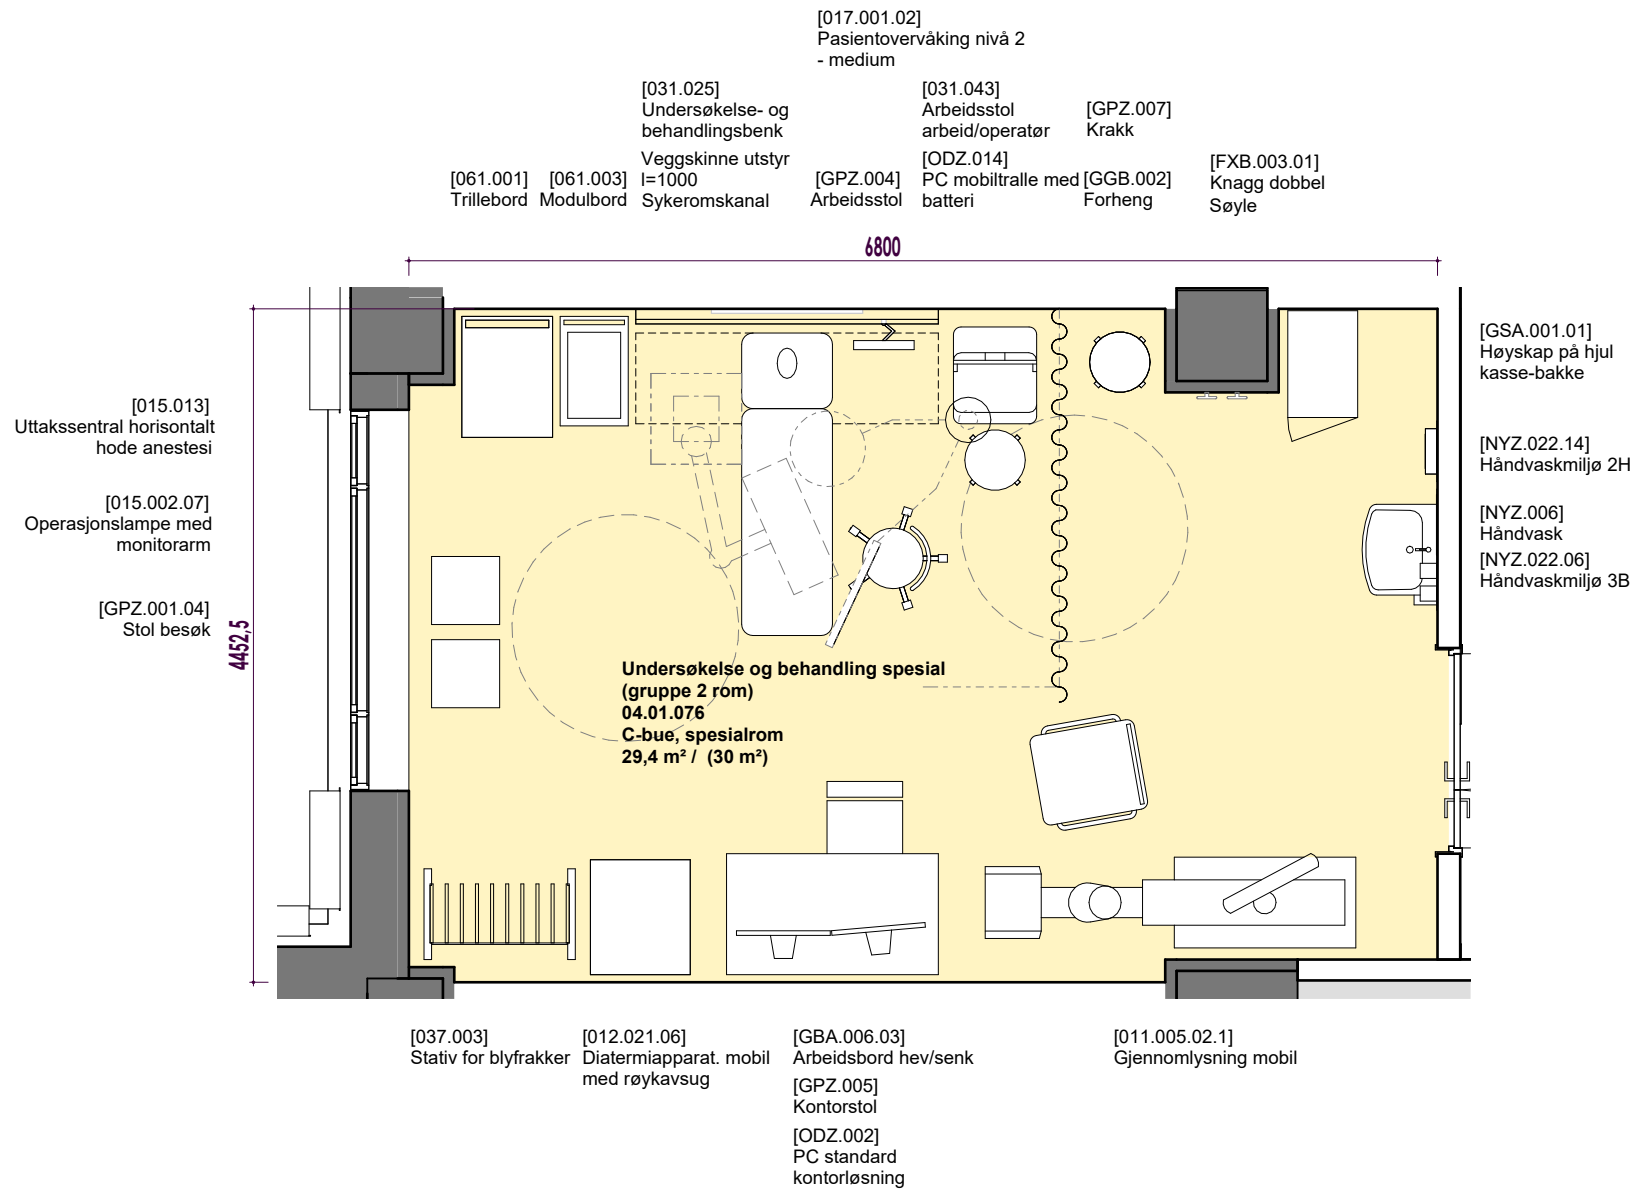 [017.001.02]
Pasientovervåking nivå 2
- medium
[031.025]
Undersøkelse- og
behandlingsbenk
Veggskinne utstyr
l=1000
Sykeromskanal
[031.043]
Arbeidsstol
arbeid/operatør
[ODZ.014]
PC mobiltralle med
batteri
[GPZ.007]
Krakk
[061.001]
Trillebord
[061.003]
Modulbord
[GPZ.004]
Arbeidsstol
[GGB.002]
Forheng
[FXB.003.01]
Knagg dobbel
Søyle
6800
4452,5
[015.013]
Uttakssentral horisontalt
hode anestesi
[015.002.07]
Operasjonslampe med
monitorarm
[GPZ.001.04]
Stol besøk
[GSA.001.01]
Høyskap på hjul
kasse-bakke
[NYZ.022.14]
Håndvaskmiljø 2H
[NYZ.006]
Håndvask
[NYZ.022.06]
Håndvaskmiljø 3B
Undersøkelse og behandling spesial
(gruppe 2 rom)
04.01.076
C-bue, spesialrom
29,4 m² / (30 m²)
[037.003]
Stativ for blyfrakker
[012.021.06]
Diatermiapparat. mobil
med røykavsug
[GBA.006.03]
Arbeidsbord hev/senk
[GPZ.005]
Kontorstol
[ODZ.002]
PC standard
kontorløsning
[011.005.02.1]
Gjennomlysning mobil